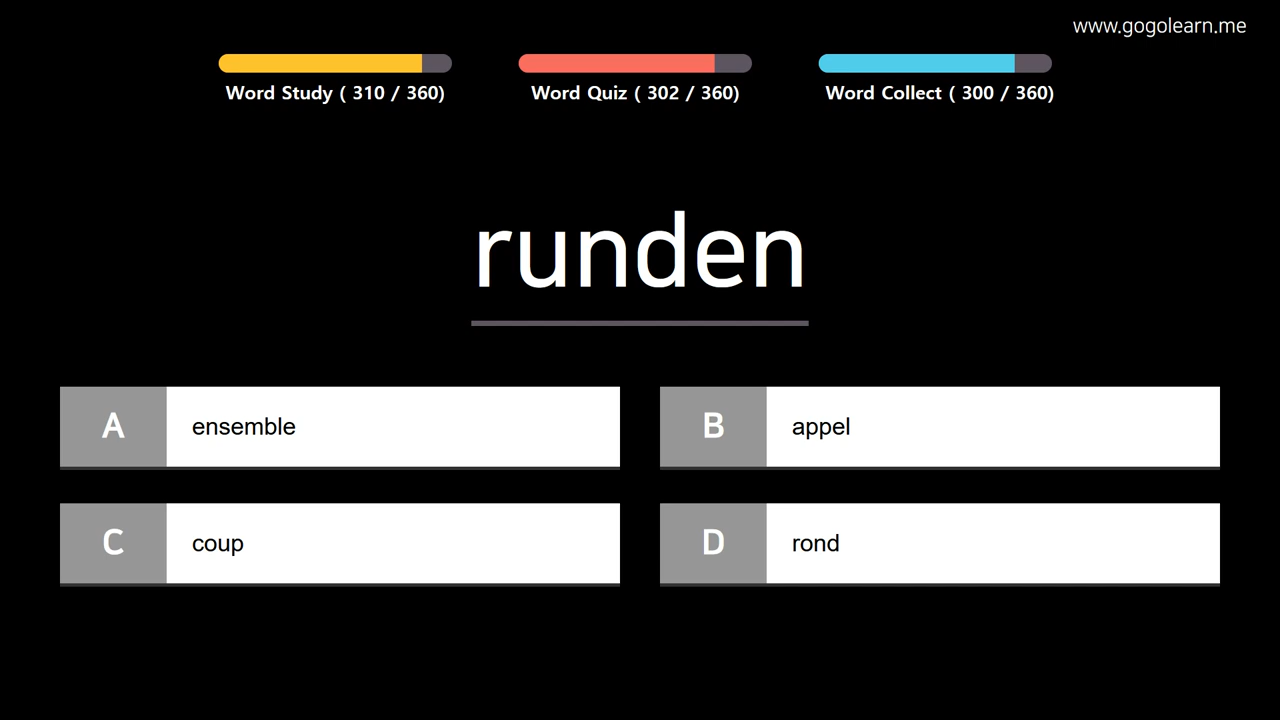 www.gogolearn.me
Word Study ( 310 / 360)
Word Quiz ( 302 / 360)
Word Collect ( 300 / 360)
runden
A ensemble
B appel
C coup
D rond